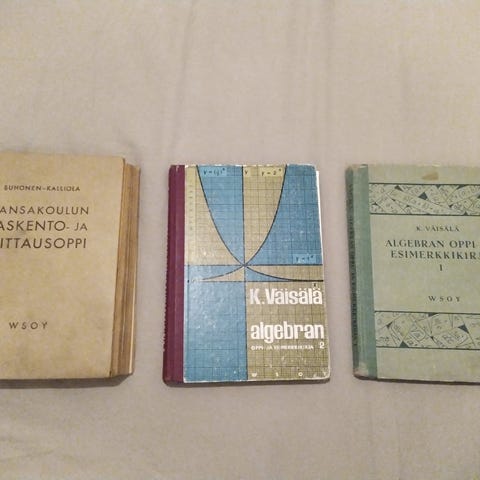 SUHONEN-KALLIOLA
ANSAKOULUN
ASKENTO- JA
ITTAUSOPPI
WSOY
K. Väisälä
algebran
OPPI- JA ESIMERKKIKIRJA 2
WSOY
K. VÄISÄLÄ
ALGEBRAN OPPI
ESIMERKKIKIRJ
I
WSOY